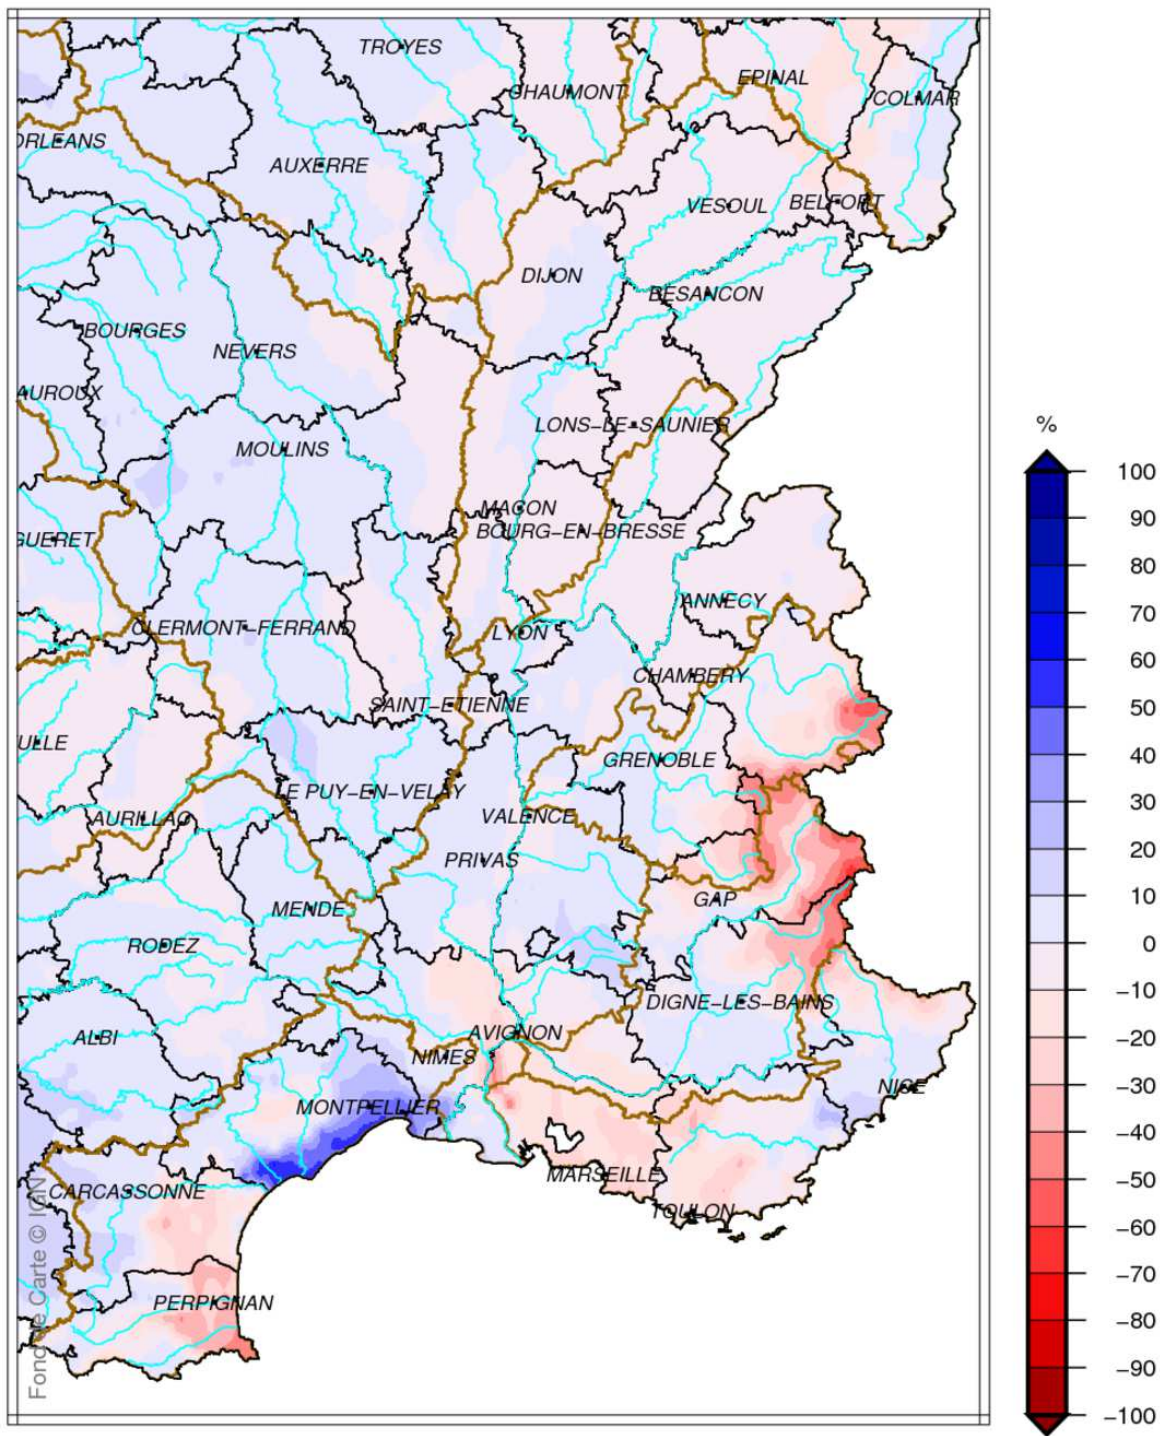 TROYES
CHAUMONT
EPINAL
COLMAR
ORLEANS
AUXERRE
VESOUL
BELFORT
DIJON
BESANCON
BOURGES
NEVERS
AUROUX
LONS-LE-SAUNIER
MOULINS
MACON
BOURG-EN-BRESSE
GUERET
ANNECY
CLERMONT-FERRAND
LYON
CHAMBERY
SAINT-ETIENNE
ULLE
GRENOBLE
LE PUY-EN-VELAY
AURILLAC
VALENCE
PRIVAS
GAP
MENDE
RODEZ
DIGNE-LES-BAINS
ALBI
AVIGNON
NIMES
NICE
MONTPELLIER
MARSEILLE
CARCASSONNE
TOULON
PERPIGNAN
Fond de Carte © IGN
%
100
90
80
70
60
50
40
30
20
10
0
−10
−20
−30
−40
−50
−60
−70
−80
−90
−100